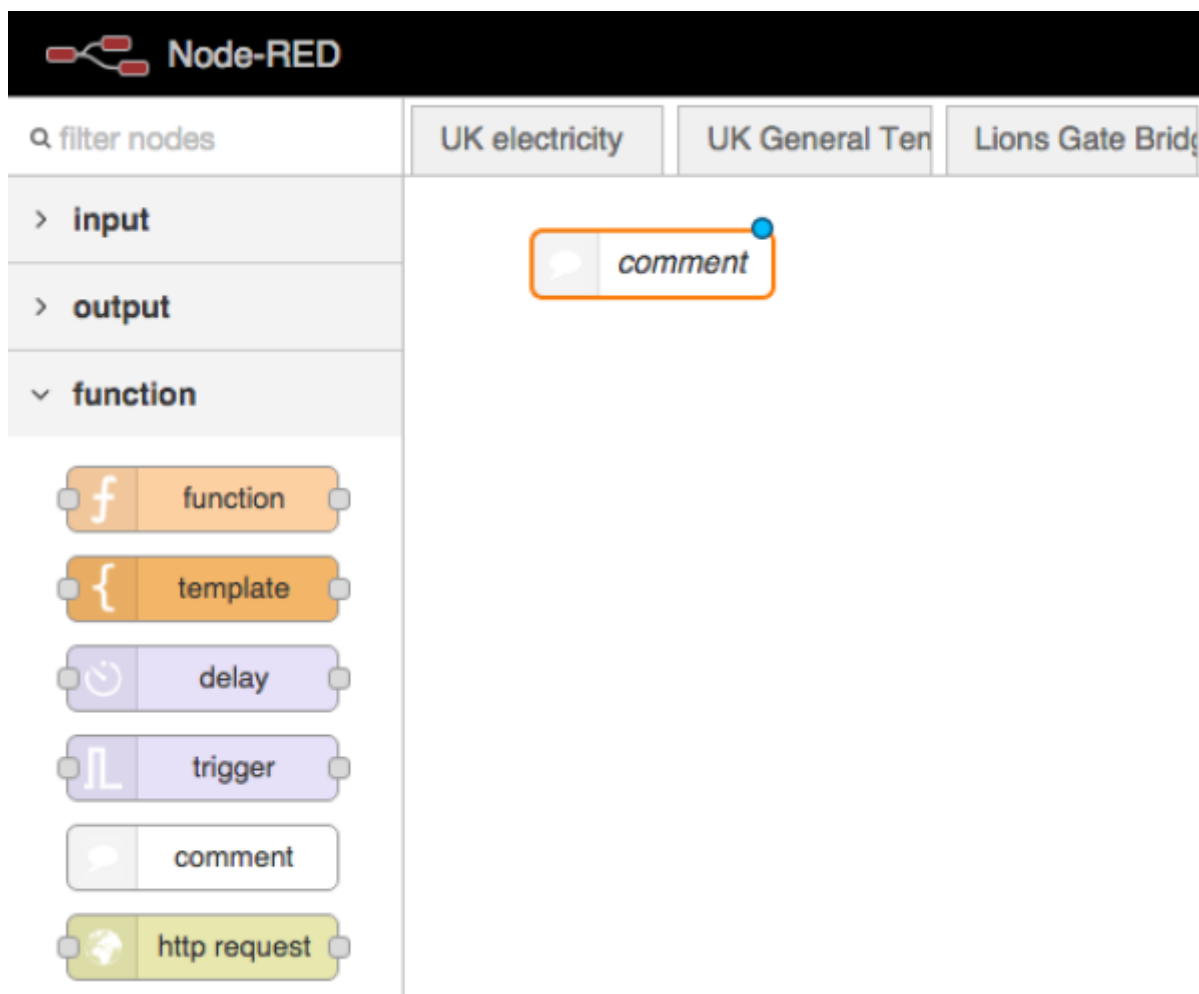 Node-RED
filter nodes
UK electricity
UK General Ten
Lions Gate Bridg
input
output
function
comment
function
template
delay
trigger
comment
http request